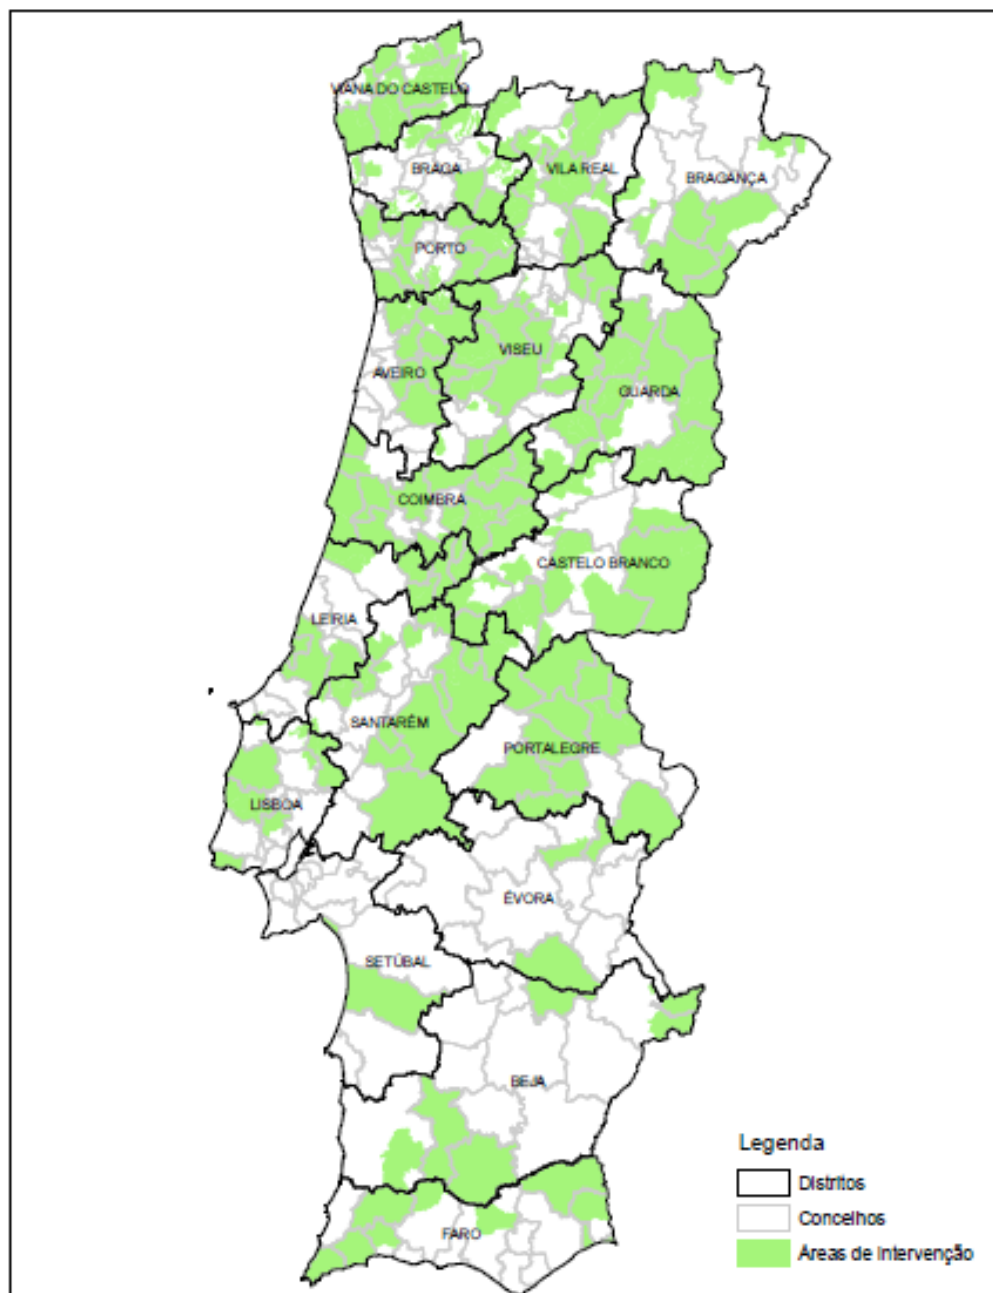 VIANA DO CASTELO
BRAGA
VILA REAL
BRAGANÇA
PORTO
VISEU
AVEIRO
GUARDA
COIMBRA
CASTELO BRANCO
LEIRIA
SANTARÉM
PORTALEGRE
LISBOA
ÉVORA
SETÚBAL
BEJA
FARO
Legenda
Distritos
Concelhos
Áreas de Intervenção